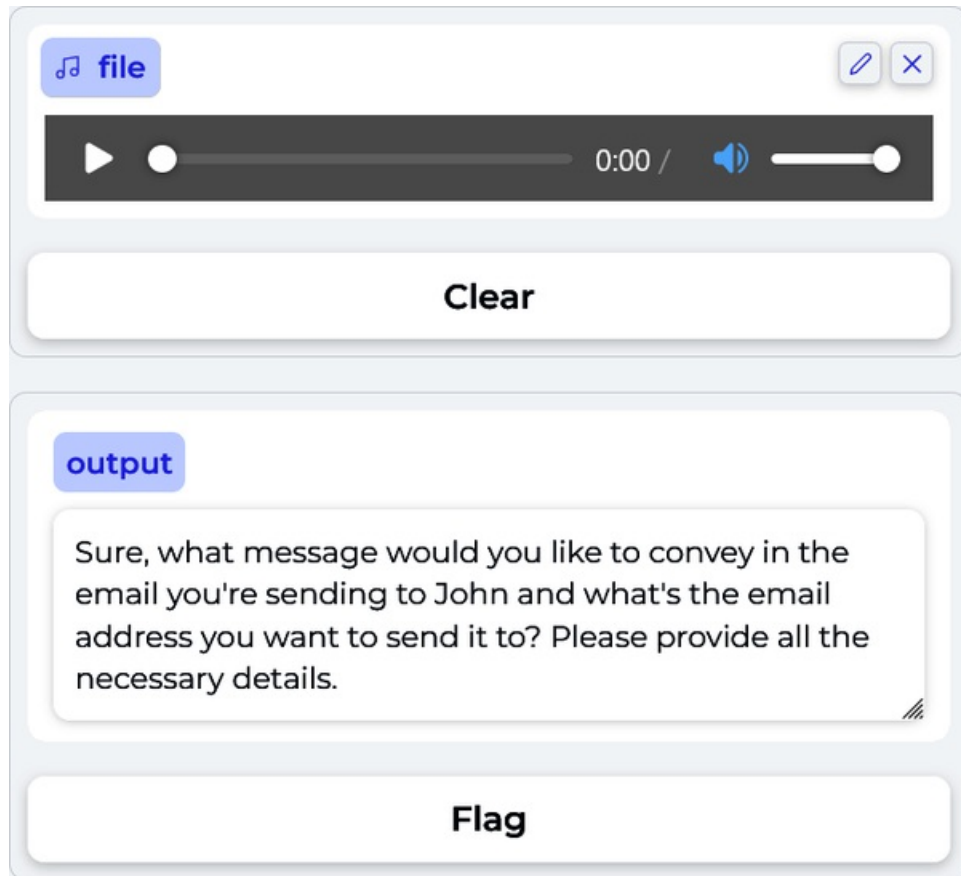 file
0:00 /
Clear
output
Sure, what message would you like to convey in the
email you're sending to John and what's the email
address you want to send it to? Please provide all the
necessary details.
Flag